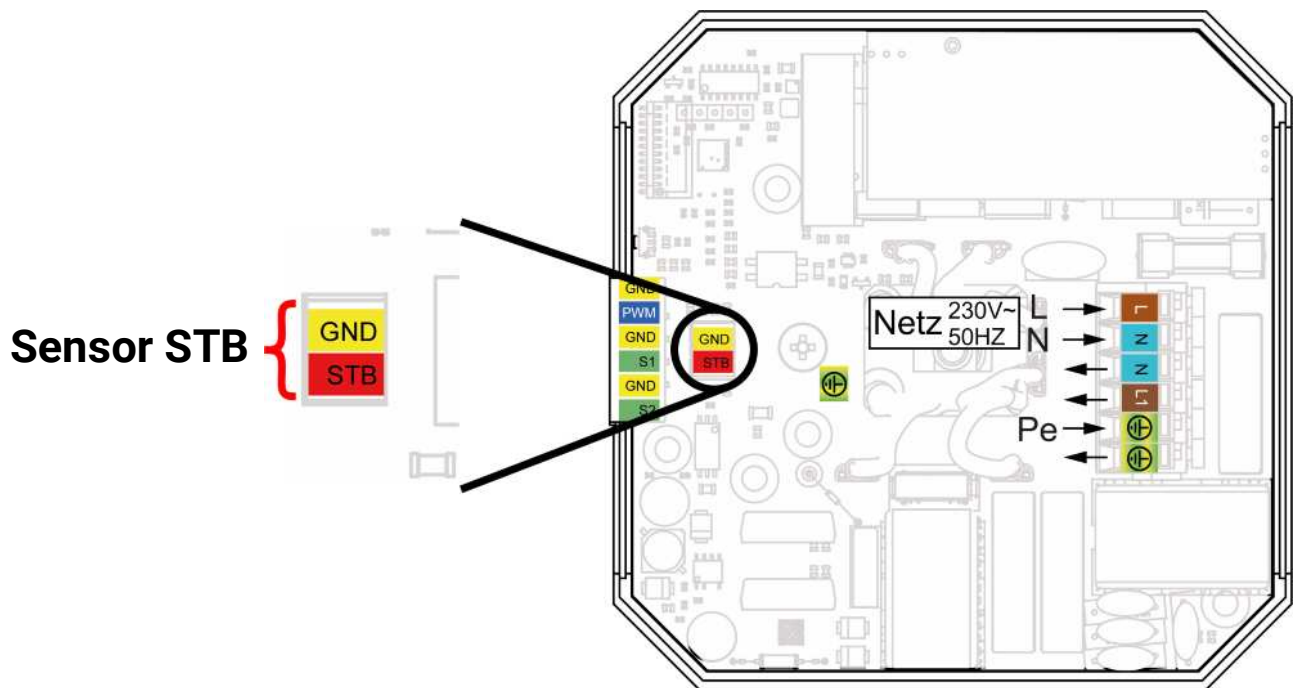 Sensor STB
GND
STB
GND
PWM
GND
S1
GND
S2
GND
STB
Netz 230V~
50HZ
L
N
Pe
L
N
N
L1